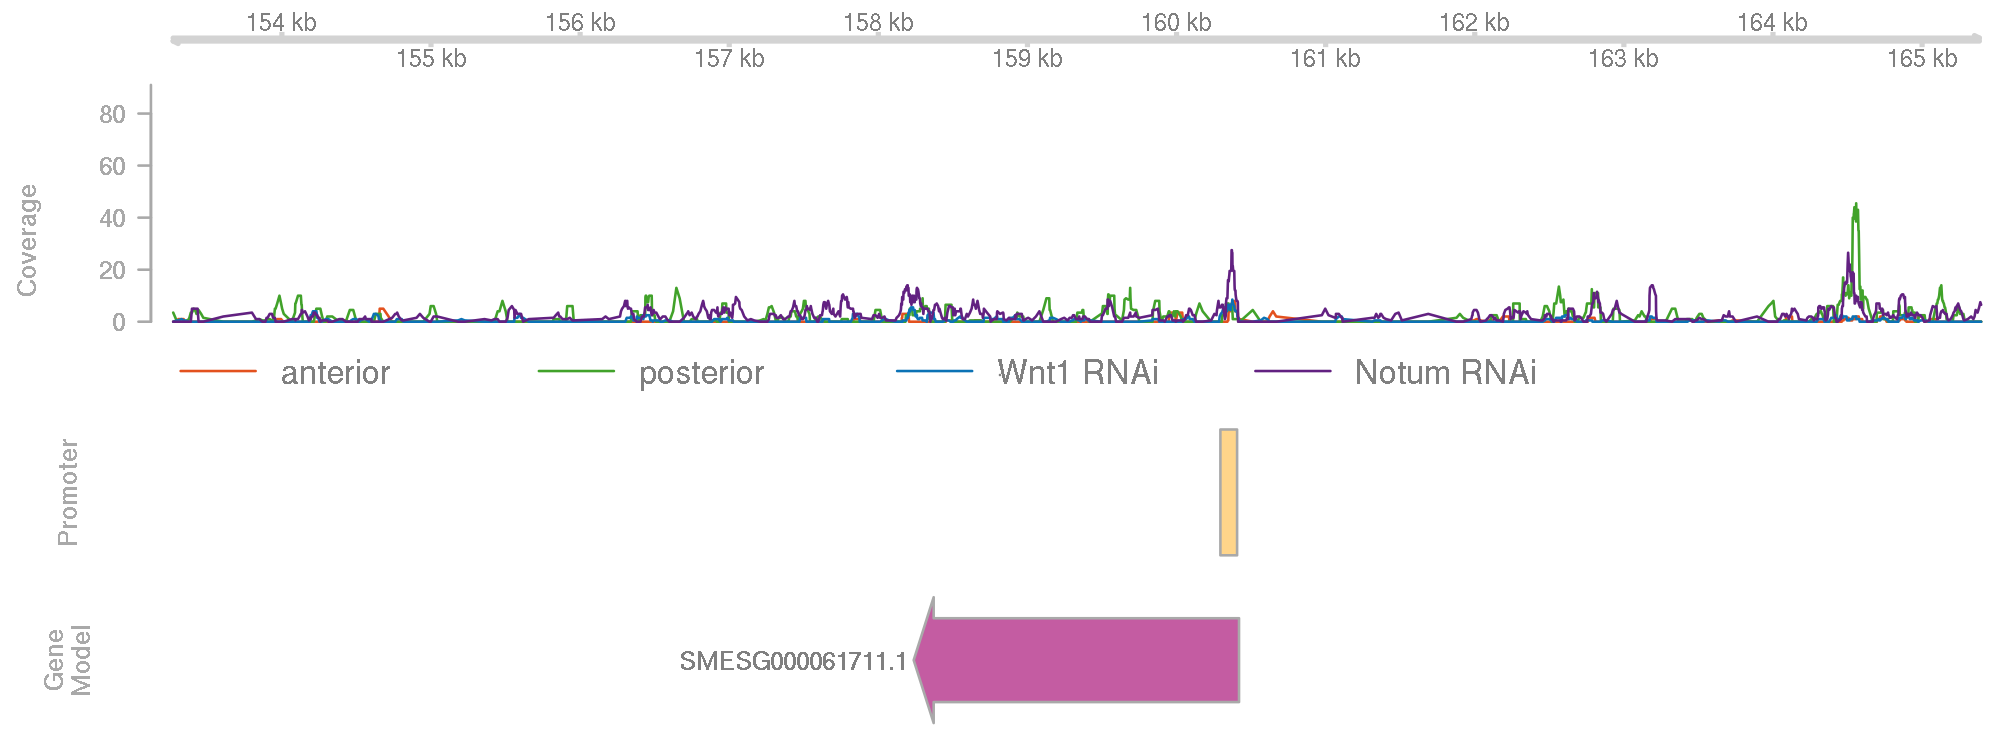 154 kb 156 kb 158 kb 160 kb 162 kb 164 kb
155 kb 157 kb 159 kb 161 kb 163 kb 165 kb
Coverage
80
60
40
20
0
anterior posterior Wnt1 RNAi Notum RNAi
Promoter
Gene
Model
SMESG000061711.1